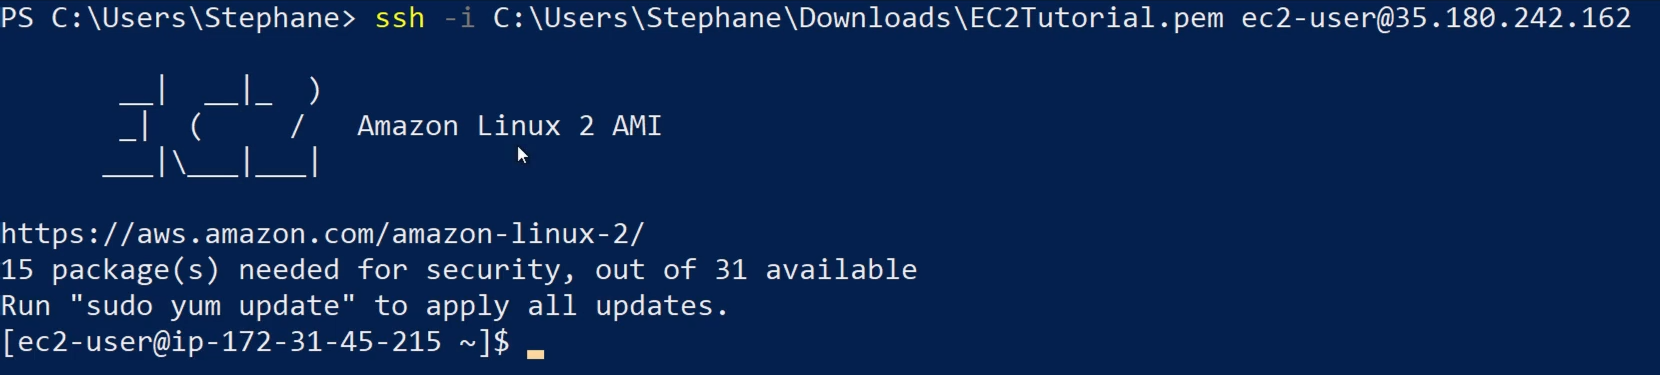 PS C:\Users\Stephane> ssh -i C:\Users\Stephane\Downloads\EC2Tutorial.pem ec2-user@35.180.242.162
       __|  __|_  )
       _|  (     /   Amazon Linux 2 AMI
      ___|\___|___|
https://aws.amazon.com/amazon-linux-2/
15 package(s) needed for security, out of 31 available
Run "sudo yum update" to apply all updates.
[ec2-user@ip-172-31-45-215 ~]$